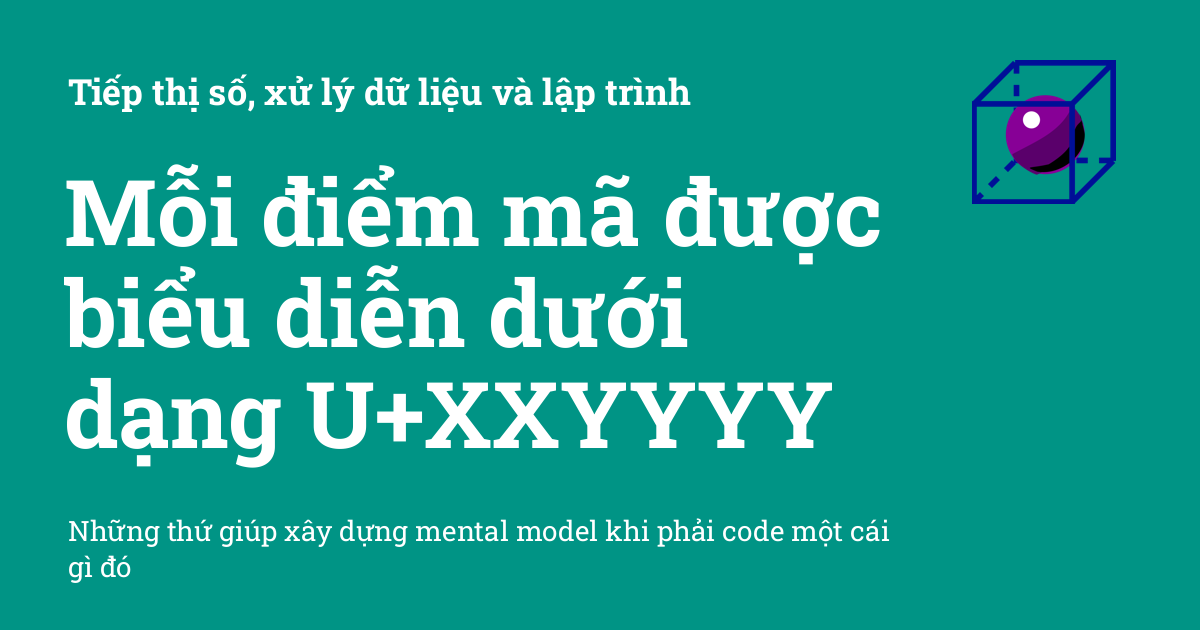 Tiếp thị số, xử lý dữ liệu và lập trình
Mỗi điểm mã được
biểu diễn dưới
dạng U+XXYYYY
Những thứ giúp xây dựng mental model khi phải code một cái
gì đó